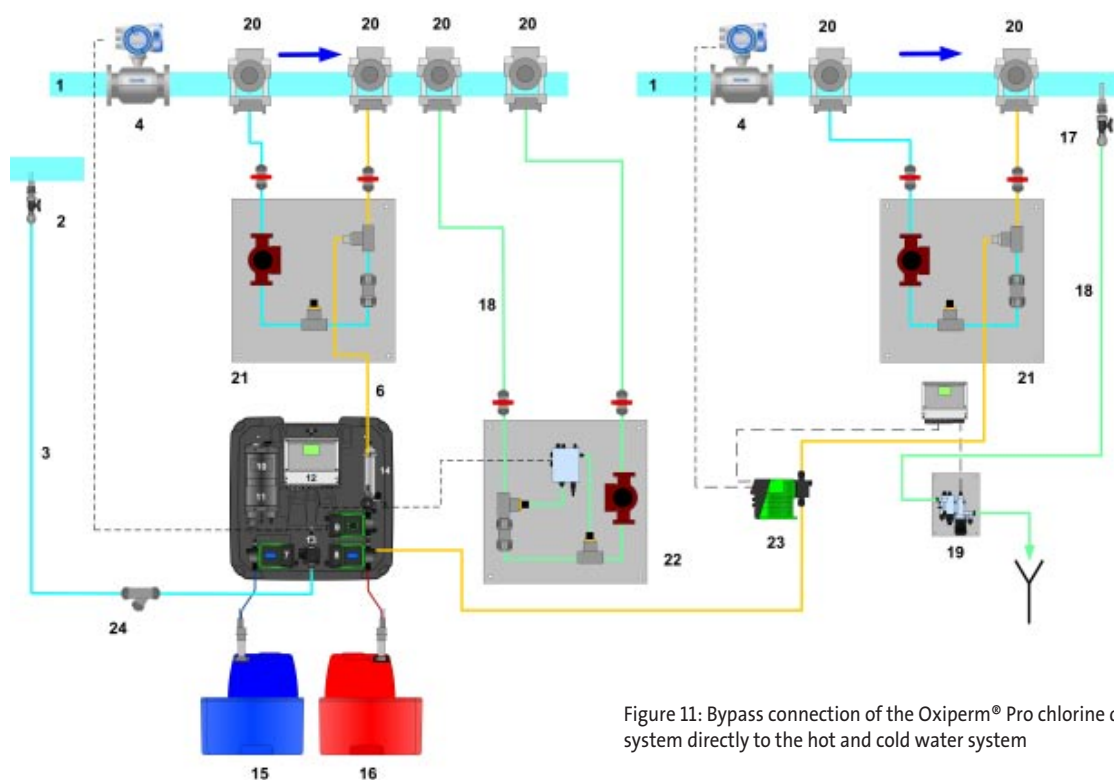 20 20 20 20 20 20
1 1
4 4 17
2
18 18
21 21
6
3
10 14
12
11
13
7
22 23 19
24
15 16
Figure 11: Bypass connection of the Oxiperm® Pro chlorine d
system directly to the hot and cold water system